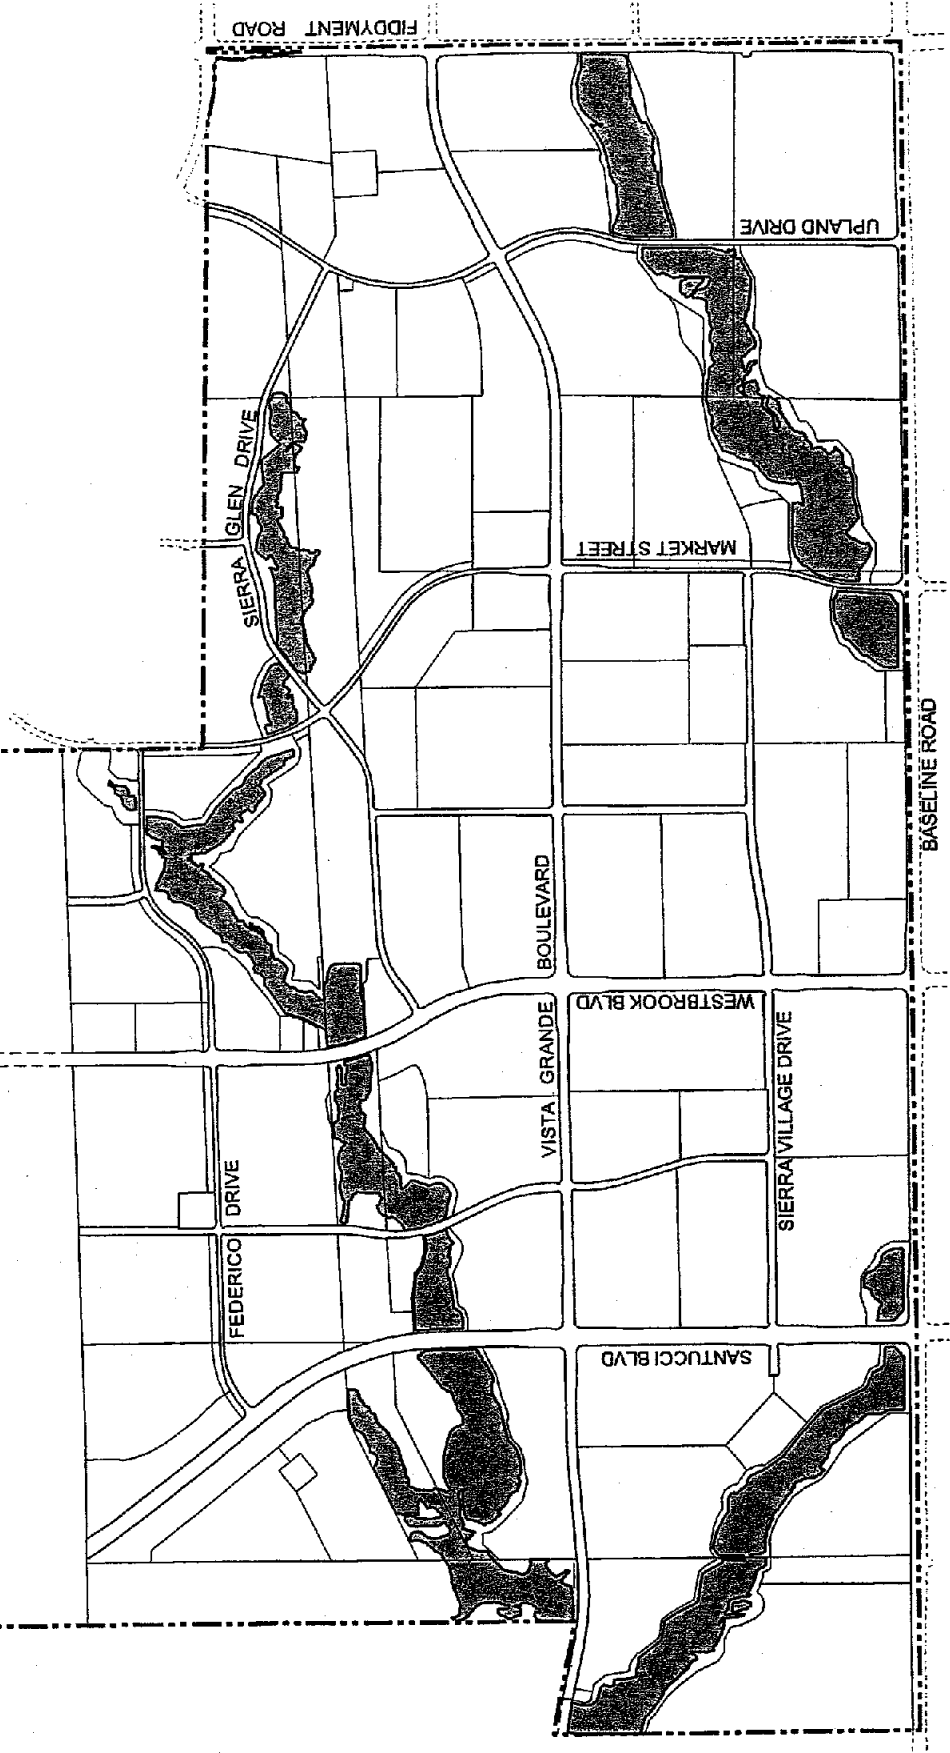 FIDDYMENT ROAD
UPLAND DRIVE
SIERRA GLEN DRIVE
MARKET STREET
BASELINE ROAD
VISTA GRANDE BOULEVARD
WESTBROOK BLVD
SIERRA VILLAGE DRIVE
FEDERICO DRIVE
SANTUCCI BLVD